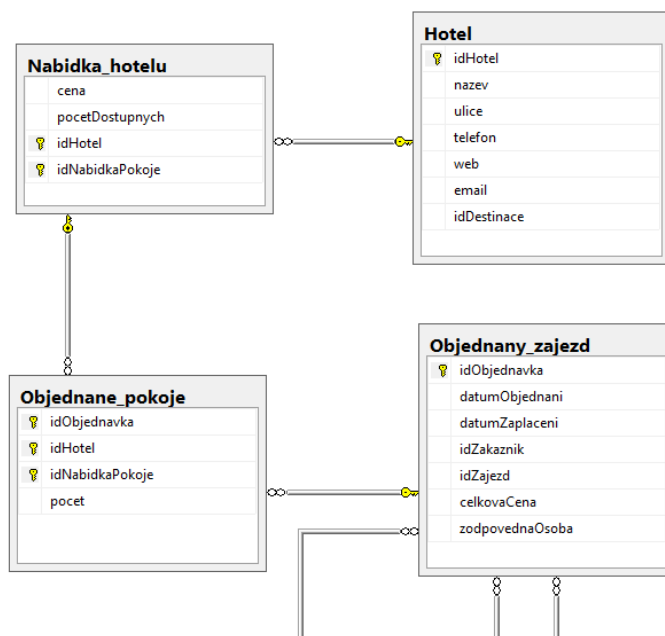 Nabidka_hotelu
cena
pocetDostupnych
idHotel
idNabidkaPokoje
Hotel
idHotel
nazev
ulice
telefon
web
email
idDestinace
Objednane_pokoje
idObjednavka
idHotel
idNabidkaPokoje
pocet
Objednany_zajezd
idObjednavka
datumObjednani
datumZaplaceni
idZakaznik
idZajezd
celkovaCena
zodpovednaOsoba